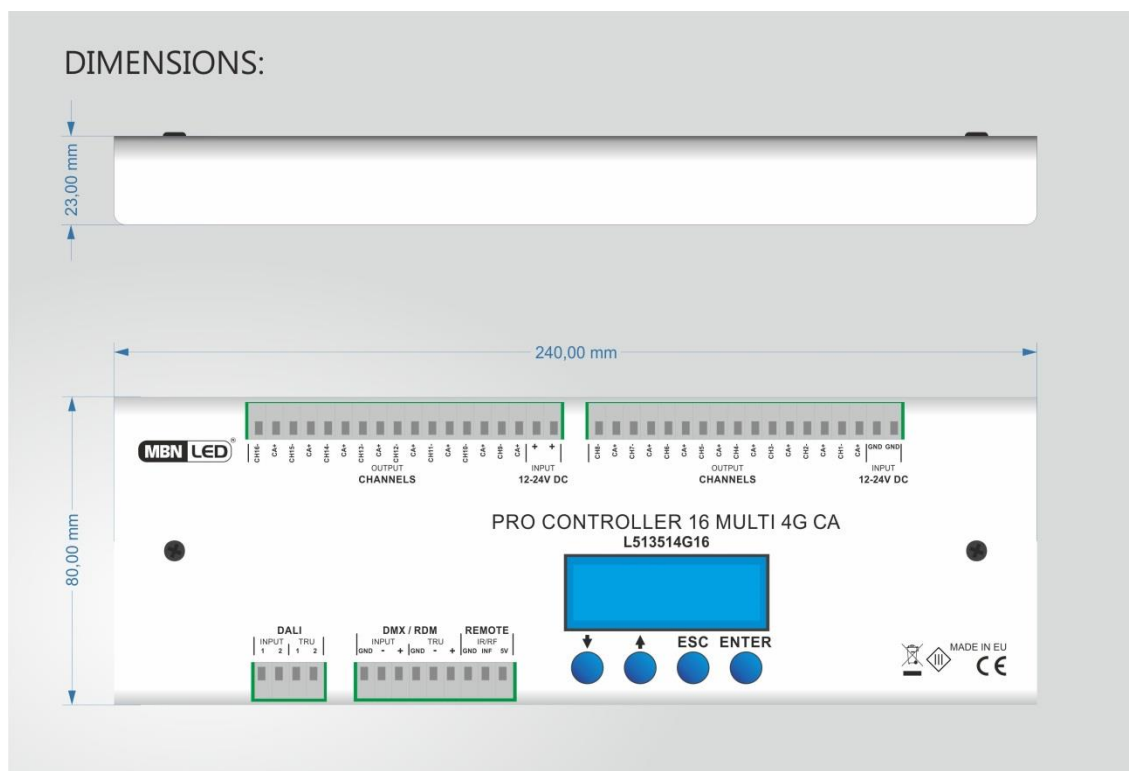 DIMENSIONS:
23,00 mm
240,00 mm
80,00 mm
MBN LED®
CH16- CA+ CH15- CA+ CH14- CA+ CH13- CA+ CH12- CA+ CH11- CA+ CH10- CA+ CH9- CA+ + +
OUTPUT INPUT
CHANNELS 12-24V DC
CH8- CA+ CH7- CA+ CH6- CA+ CH5- CA+ CH4- CA+ CH3- CA+ CH2- CA+ CH1- CA+ GND GND
OUTPUT INPUT
CHANNELS 12-24V DC
PRO CONTROLLER 16 MULTI 4G CA
L513514G16
DALI
INPUT TRU
1 2 1 2
DMX / RDM REMOTE
INPUT TRU IR/RF
GND - + GND - + GND INF 5V
ESC ENTER
III
MADE IN EU
CE